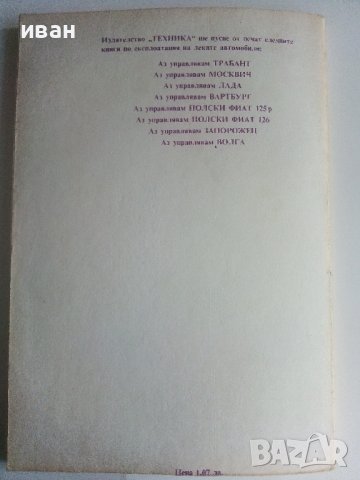 иван
Издателство „ТЕХНИКА“ ще пусне от печат следните
книги по експлоатация на леките автомобили:
Аз управлявам ТРАБАНТ
Аз управлявам МОСКВИЧ
Аз управлявам ЛАДА
Аз управлявам ВАРТБУРГ
Аз управлявам ПОЛСКИ ФИАТ 125 р
Аз управлявам ПОЛСКИ ФИАТ 126
Аз управлявам ЗАПОРОЖЕЦ
Аз управлявам ВОЛГА
Цена 1,07 лв.
BAZAR